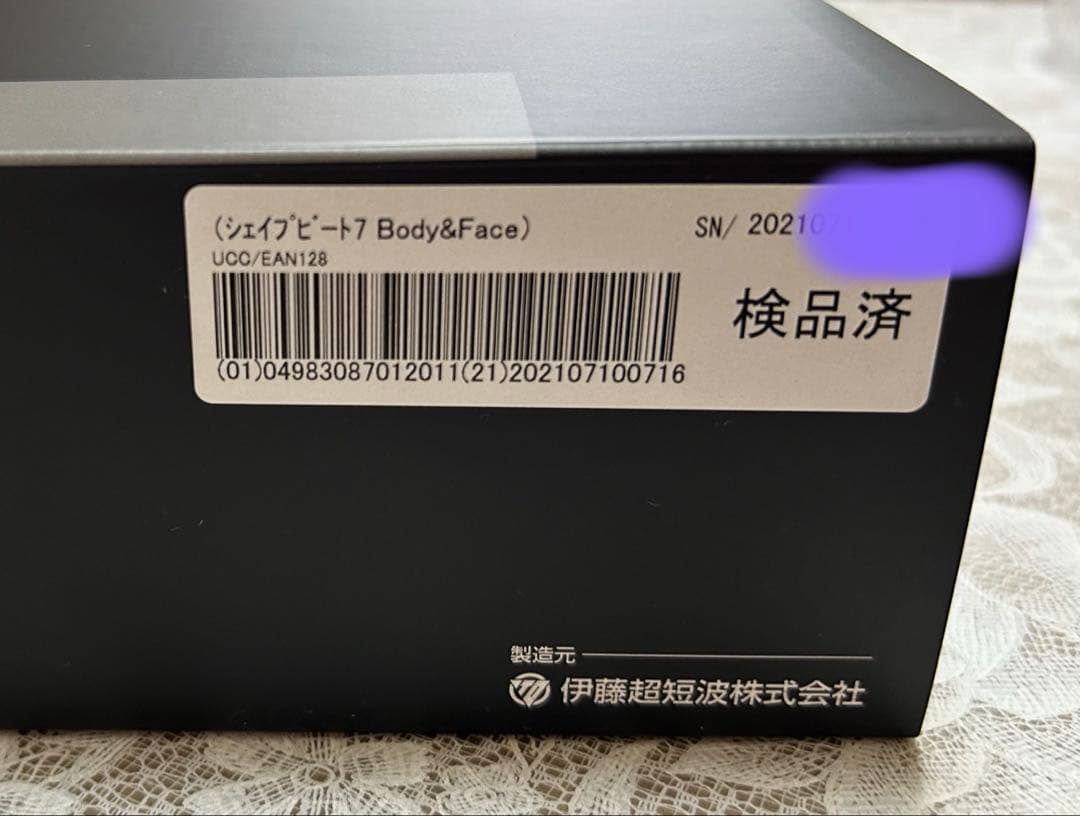 (シェイプビート7 Body&Face)
SN/ 202107
UCC/EAN128
検品済
(01)04983087012011(21)202107100716
製造元
伊藤超短波株式会社